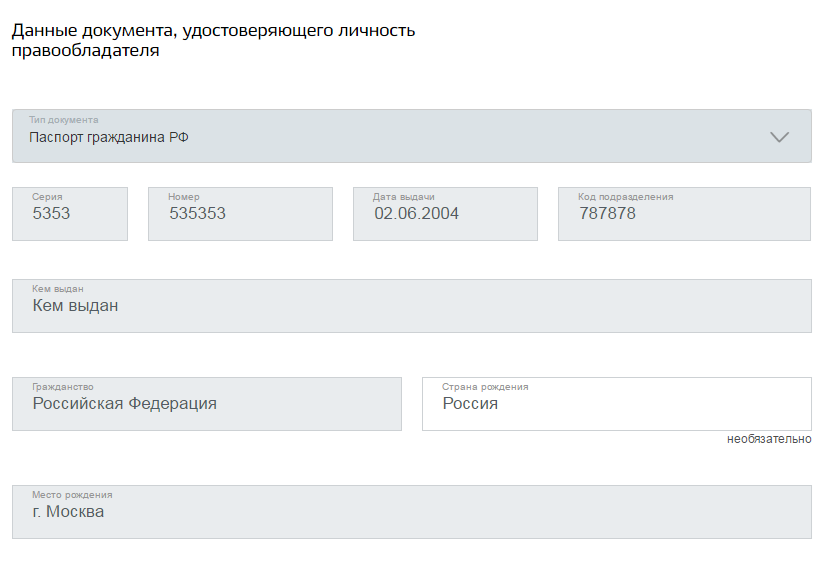 Данные документа, удостоверяющего личность
правообладателя
Тип документа
Паспорт гражданина РФ
Серия
5353
Номер
535353
Дата выдачи
02.06.2004
Код подразделения
787878
Кем выдан
Кем выдан
Гражданство
Российская Федерация
Страна рождения
Россия
необязательно
Место рождения
г. Москва